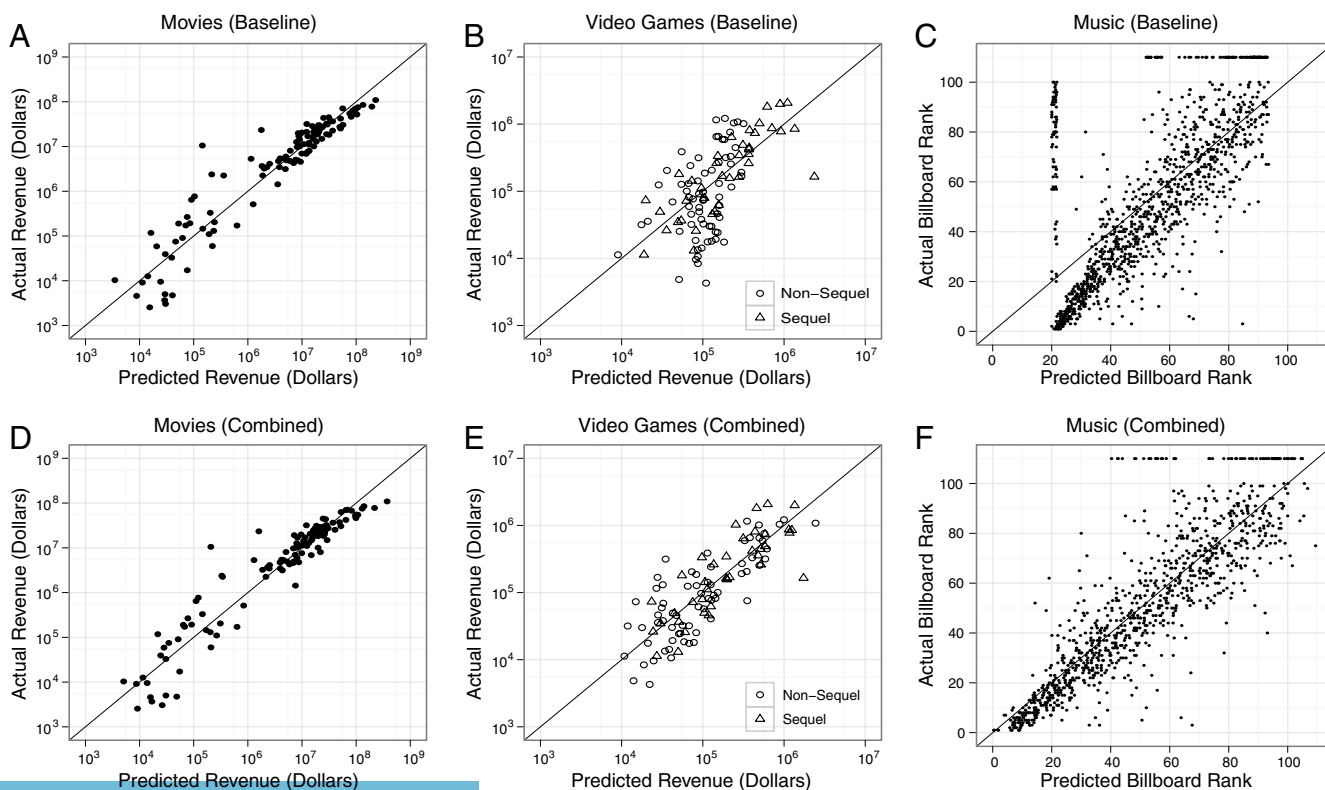 A
Movies (Baseline)
Actual Revenue (Dollars)
10⁹
10⁸
10⁷
10⁶
10⁵
10⁴
10³
10³ 10⁴ 10⁵ 10⁶ 10⁷ 10⁸ 10⁹
Predicted Revenue (Dollars)
B
Video Games (Baseline)
Actual Revenue (Dollars)
10⁷
10⁶
10⁵
10⁴
10³
Non−Sequel
Sequel
10³ 10⁴ 10⁵ 10⁶ 10⁷
Predicted Revenue (Dollars)
C
Music (Baseline)
Actual Billboard Rank
100
80
60
40
20
0
0 20 40 60 80 100
Predicted Billboard Rank
D
Movies (Combined)
Actual Revenue (Dollars)
10⁹
10⁸
10⁷
10⁶
10⁵
10⁴
10³
10³ 10⁴ 10⁵ 10⁶ 10⁷ 10⁸ 10⁹
Predicted Revenue (Dollars)
E
Video Games (Combined)
Actual Revenue (Dollars)
10⁷
10⁶
10⁵
10⁴
10³
Non−Sequel
Sequel
10³ 10⁴ 10⁵ 10⁶ 10⁷
Predicted Revenue (Dollars)
F
Music (Combined)
Actual Billboard Rank
100
80
60
40
20
0
0 20 40 60 80 100
Predicted Billboard Rank